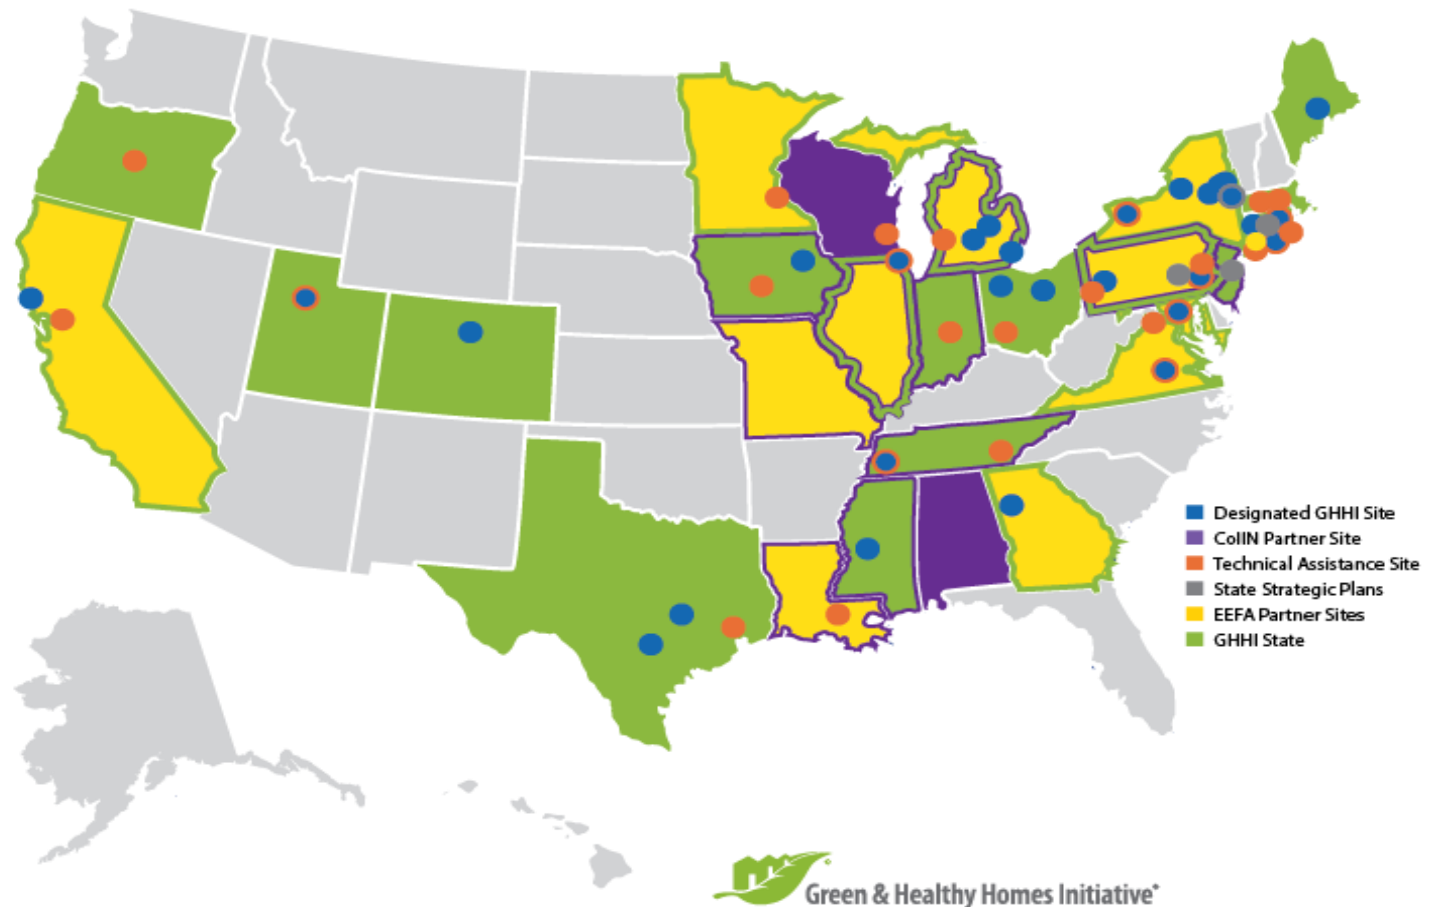 Designated GHHI Site
CoIIN Partner Site
Technical Assistance Site
State Strategic Plans
EEFA Partner Sites
GHHI State
Green & Healthy Homes Initiative®